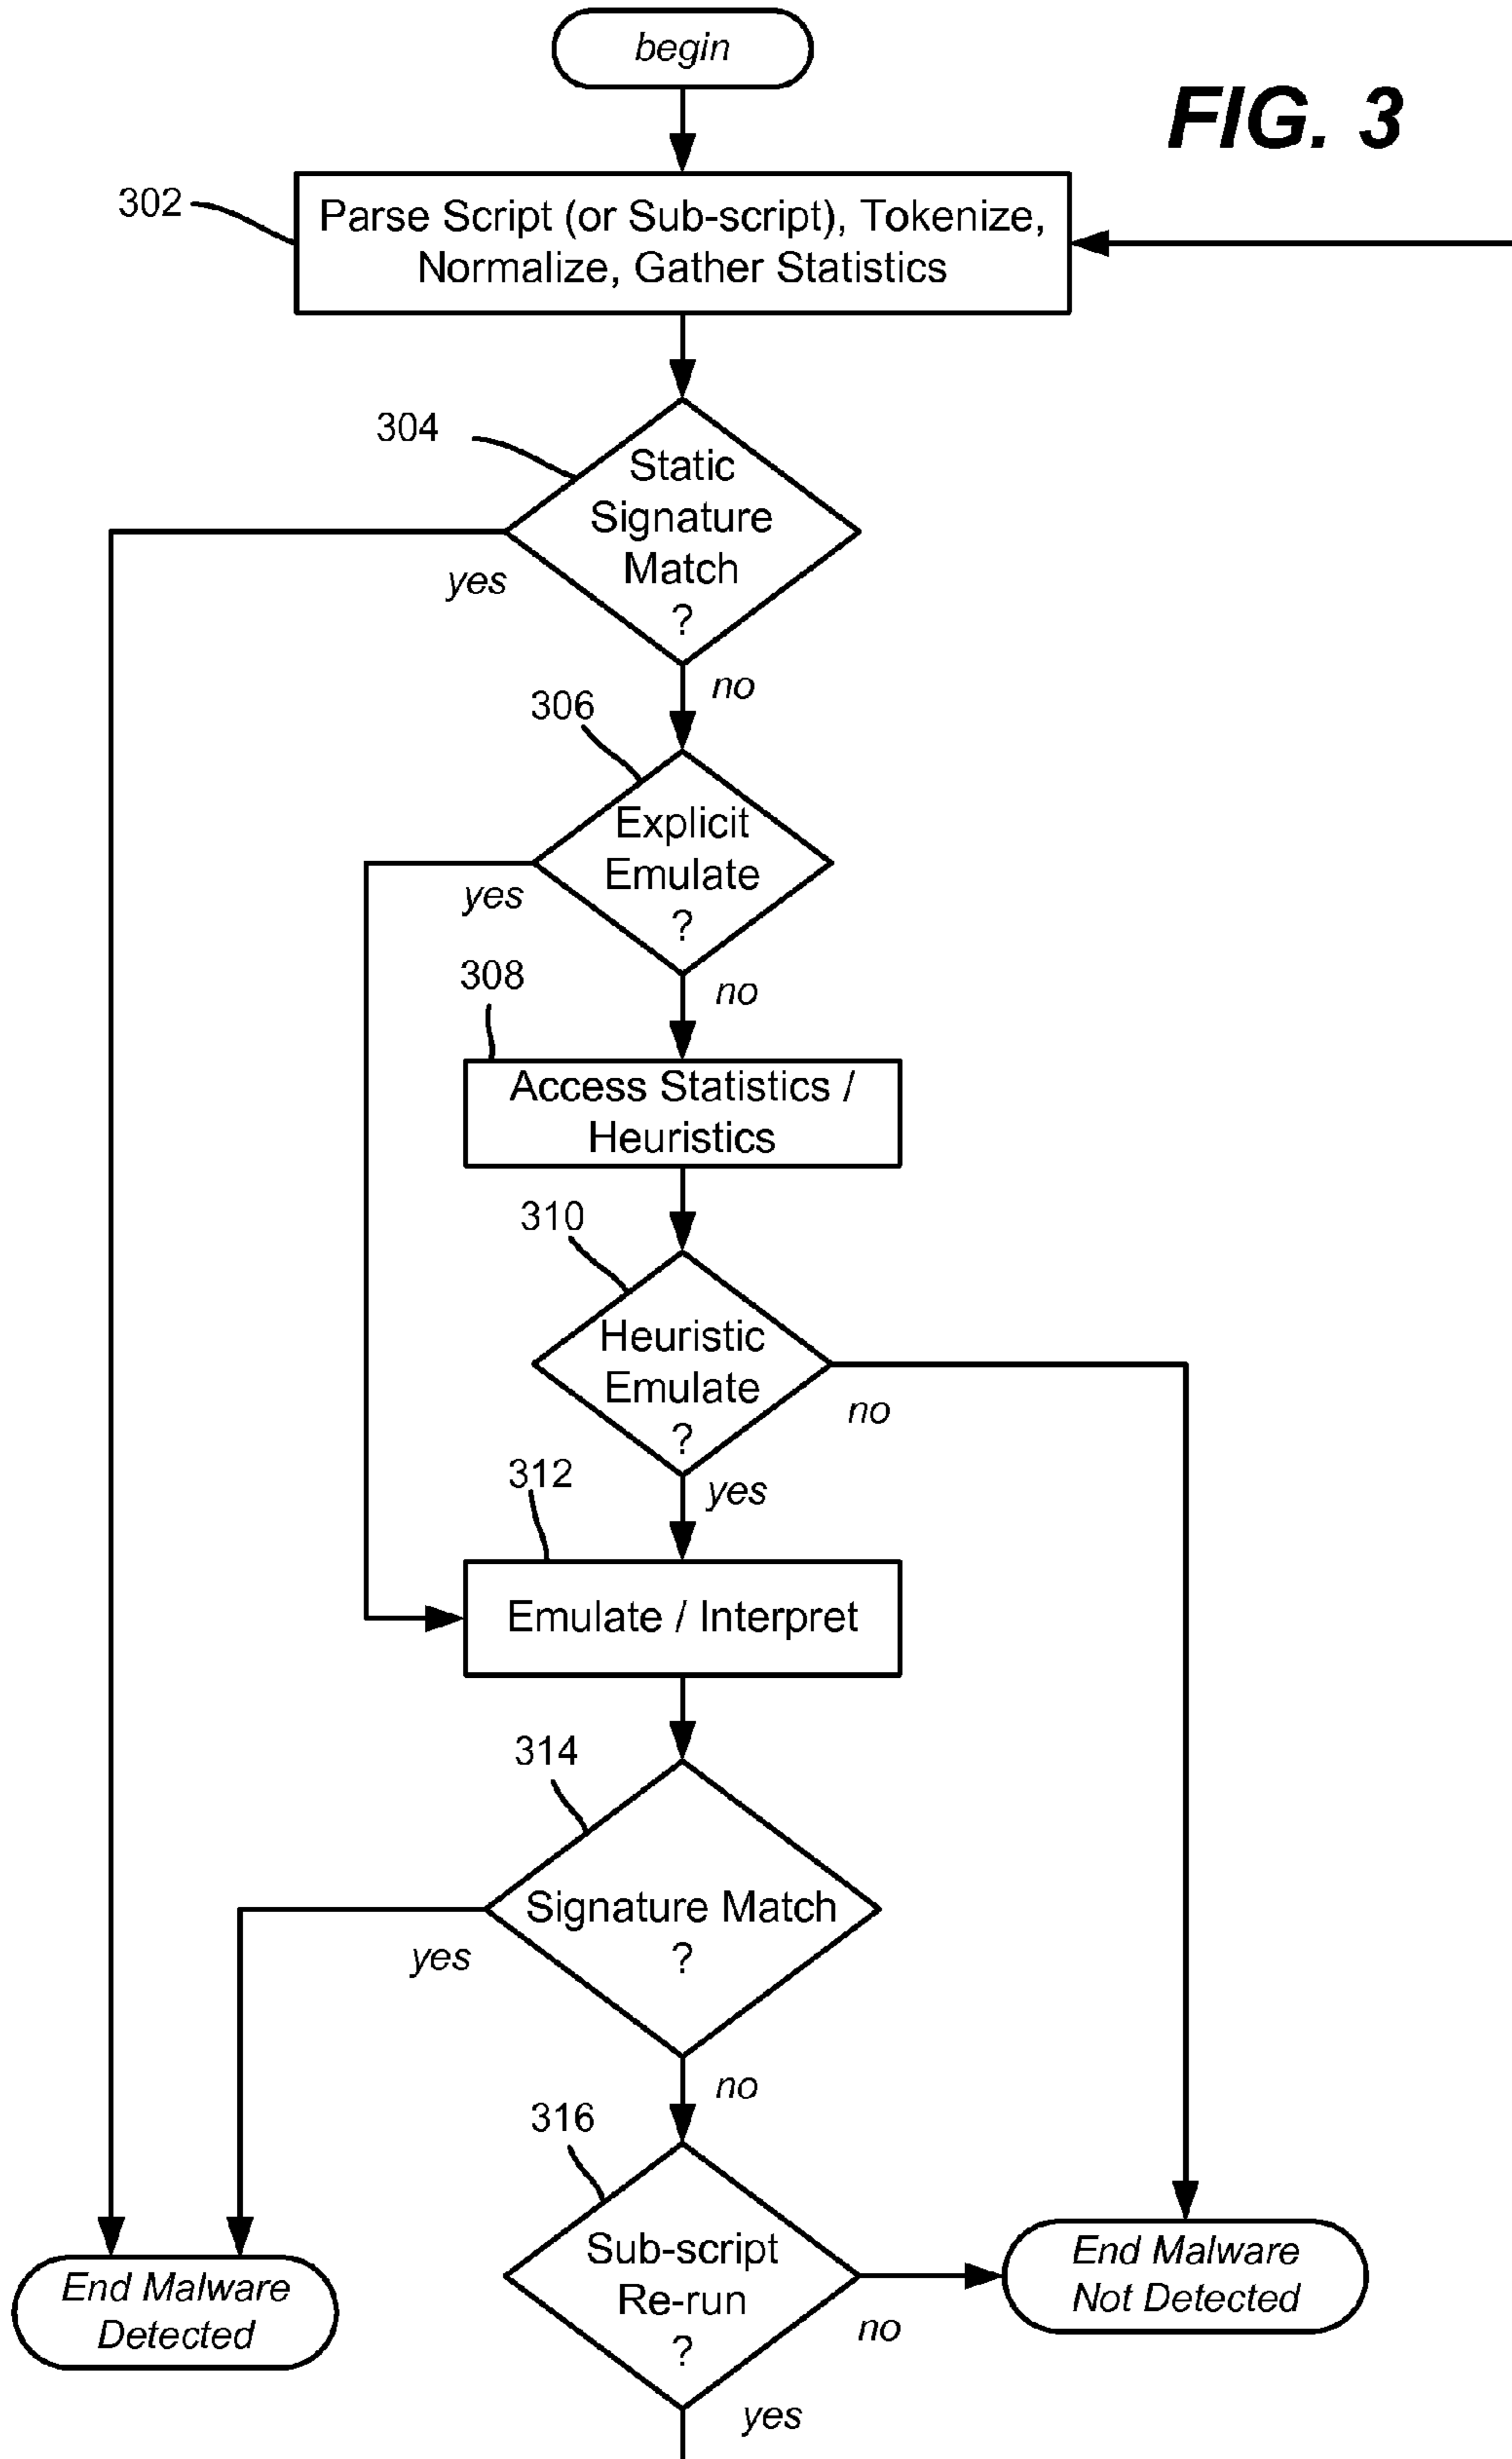 begin
FIG. 3
302
Parse Script (or Sub-script), Tokenize,
Normalize, Gather Statistics
304
Static
Signature
Match
?
yes
no
306
Explicit
Emulate
?
yes
no
308
Access Statistics /
Heuristics
310
Heuristic
Emulate
?
no
yes
312
Emulate / Interpret
314
Signature Match
?
yes
no
316
Sub-script
Re-run
?
no
yes
End Malware
Detected
End Malware
Not Detected